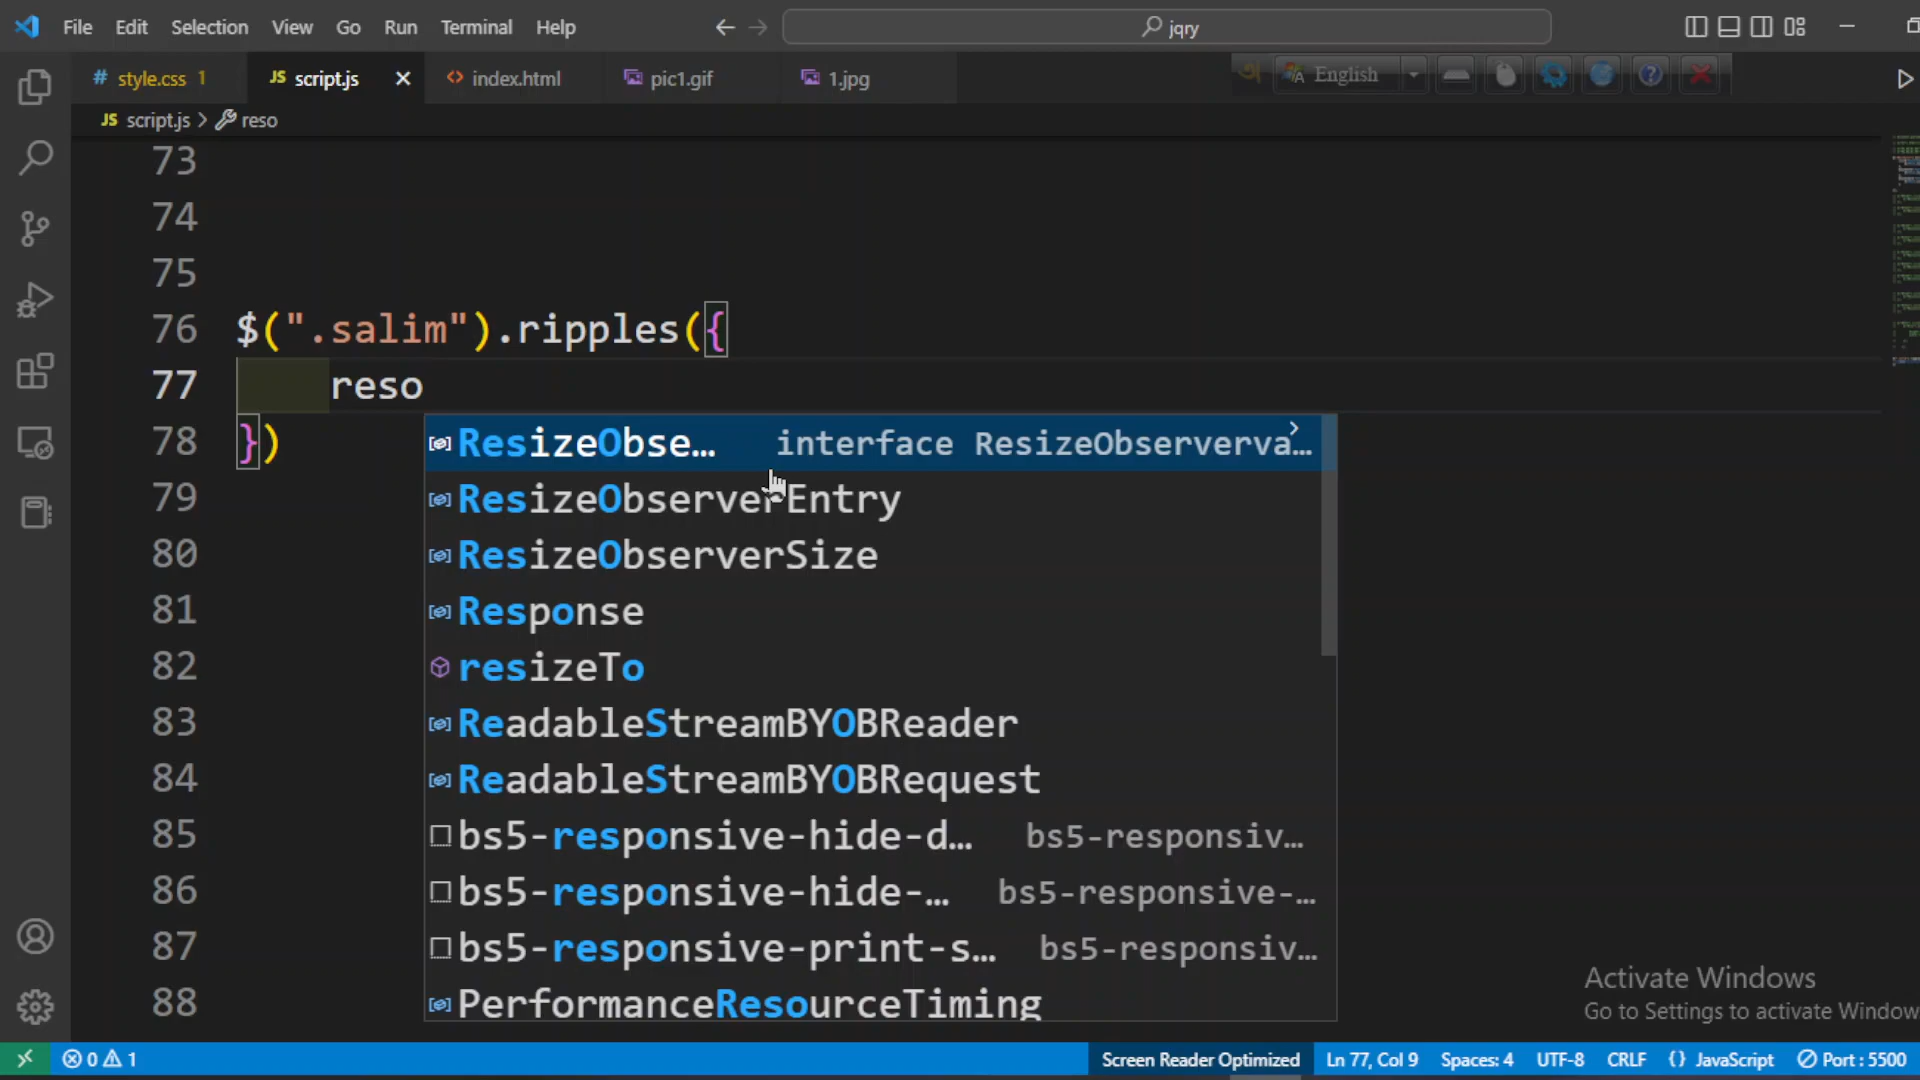 File Edit Selection View Go Run Terminal Help jqry
# style.css 1 JS script.js <> index.html pic1.gif 1.jpg English
JS script.js > reso
73
74
75
76 $(".salim").ripples({
77 reso
78 })
ResizeObse… interface ResizeObserverva…
79 ResizeObserverEntry
80 ResizeObserverSize
81 Response
82 resizeTo
83 ReadableStreamBYOBReader
84 ReadableStreamBYOBRequest
85 bs5-responsive-hide-d… bs5-responsiv…
86 bs5-responsive-hide-… bs5-responsive-…
87 bs5-responsive-print-s… bs5-responsiv…
88 PerformanceResourceTiming
Activate Windows
Go to Settings to activate Window
0 1 Screen Reader Optimized Ln 77, Col 9 Spaces: 4 UTF-8 CRLF {} JavaScript Port : 5500